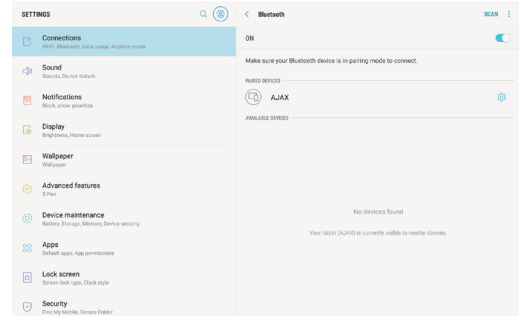 SETTINGS
Connections
Wi-Fi, Bluetooth, Data usage, Airplane mode
Sound
Sounds, Do not disturb
Notifications
Block, allow, prioritize
Display
Brightness, Home screen
Wallpaper
Wallpaper
Advanced features
S Pen
Device maintenance
Battery, Storage, Memory, Device security
Apps
Default apps, App permissions
Lock screen
Screen lock type, Clock style
Security
Find My Mobile, Secure Folder
Bluetooth
SCAN
ON
Make sure your Bluetooth device is in pairing mode to connect.
PAIRED DEVICES
AJAX
AVAILABLE DEVICES
No devices found
Your tablet (AJAX) is currently visible to nearby devices.